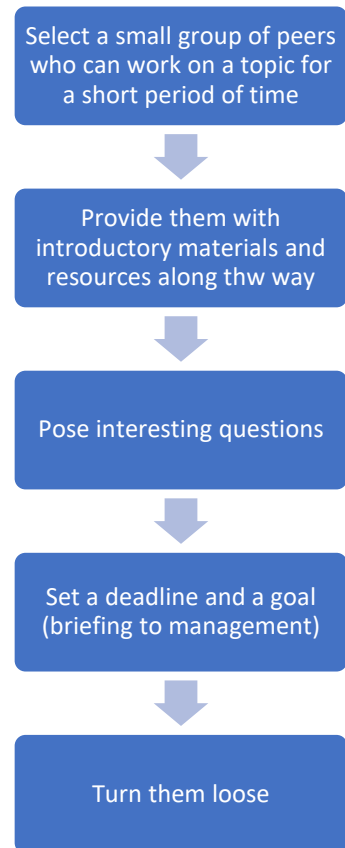 Select a small group of peers
who can work on a topic for
a short period of time
Provide them with
introductory materials and
resources along thw way
Pose interesting questions
Set a deadline and a goal
(briefing to management)
Turn them loose